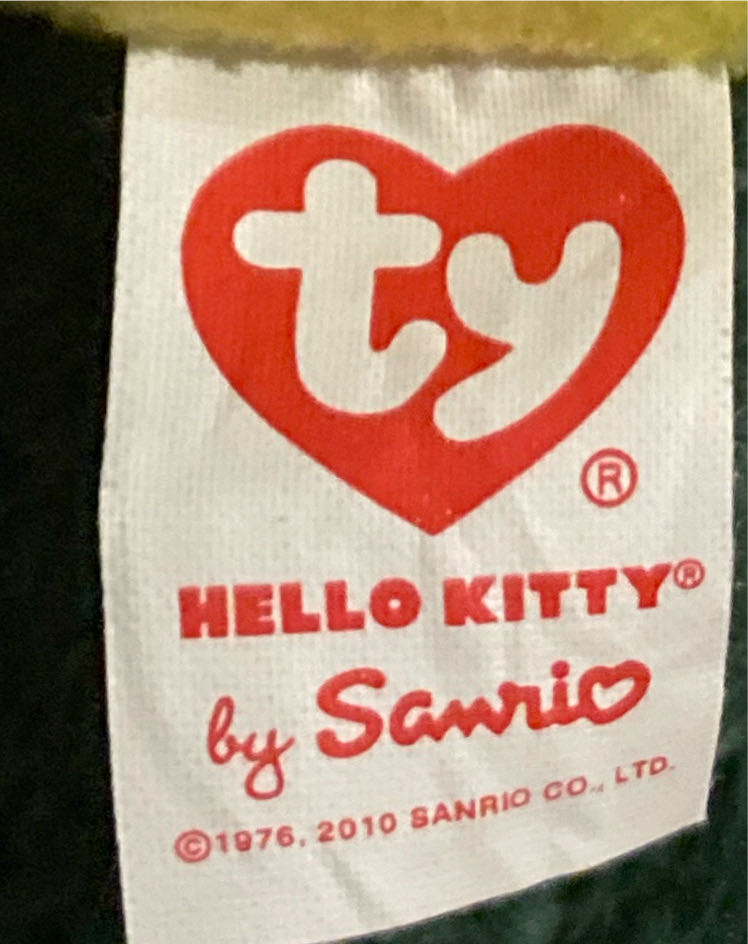 ty®
HELLO KITTY®
by Sanrio
©1976, 2010 SANRIO CO., LTD.